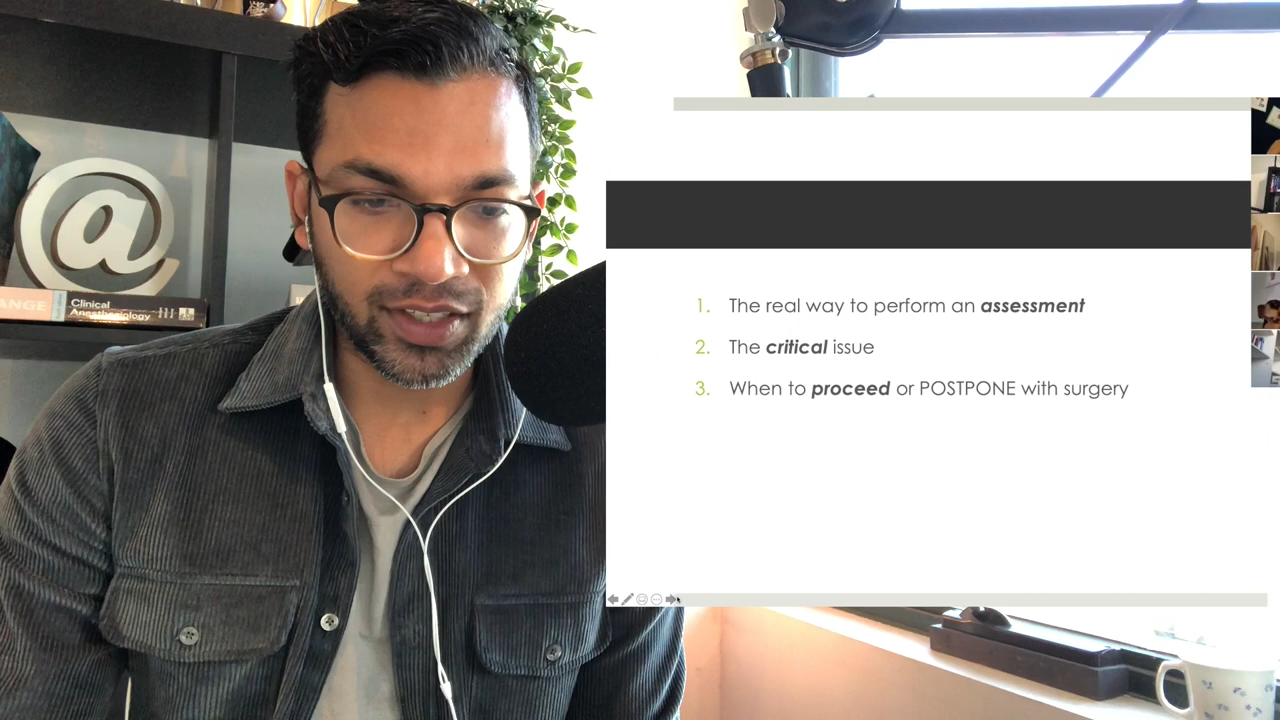 @
ANGE
Clinical
Anesthesiology
1. The real way to perform an assessment
2. The critical issue
3. When to proceed or POSTPONE with surgery